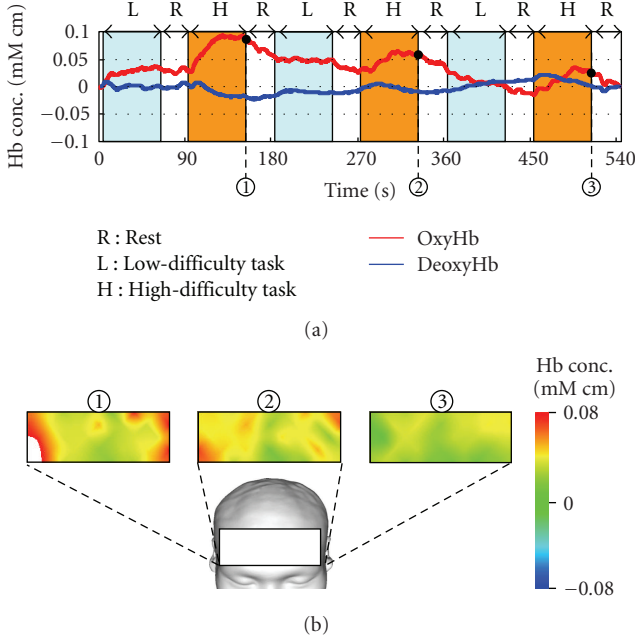 L R H R L R H R L R H R
Hb conc. (mM cm)
0.1
0.05
0
−0.05
−0.1
0 90 180 270 360 450 540
Time (s)
1 2 3
R : Rest
L : Low-difficulty task
H : High-difficulty task
OxyHb
DeoxyHb
(a)
Hb conc.
(mM cm)
1 2 3
0.08
0
−0.08
(b)